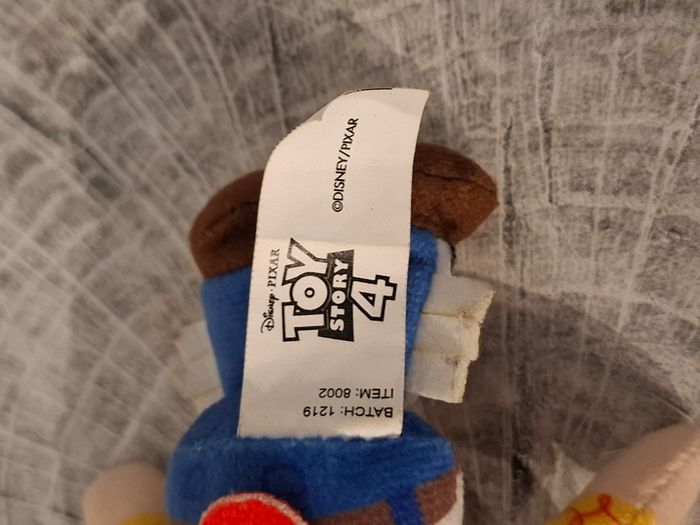 ©DISNEY/PIXAR
Disney · PIXAR
TOY
STORY
4
ITEM: 8002
BATCH: 1219